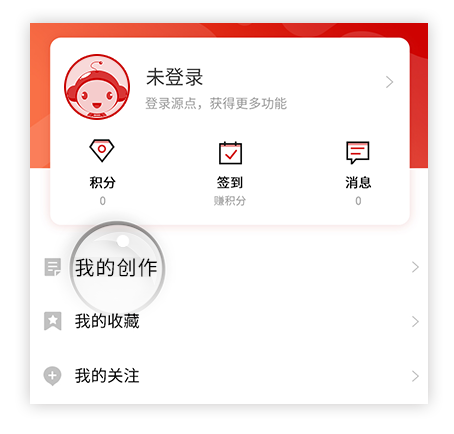 未登录
登录源点，获得更多功能
积分 签到 消息
0 赚积分 0
我的创作
我的收藏
我的关注